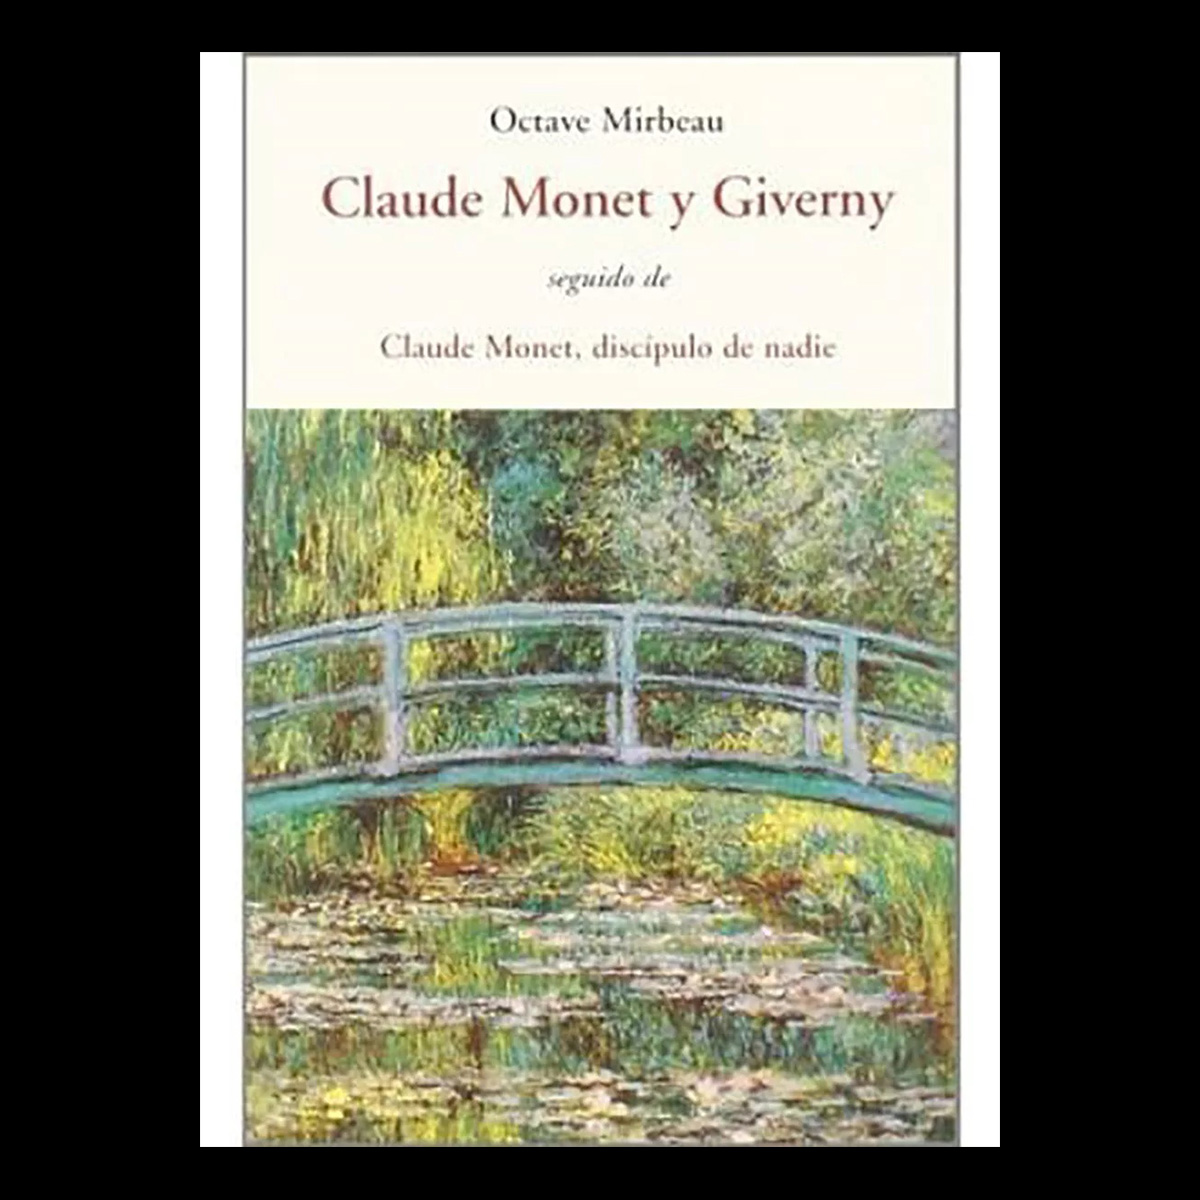 Octave Mirbeau
Claude Monet y Giverny
seguido de
Claude Monet, discípulo de nadie